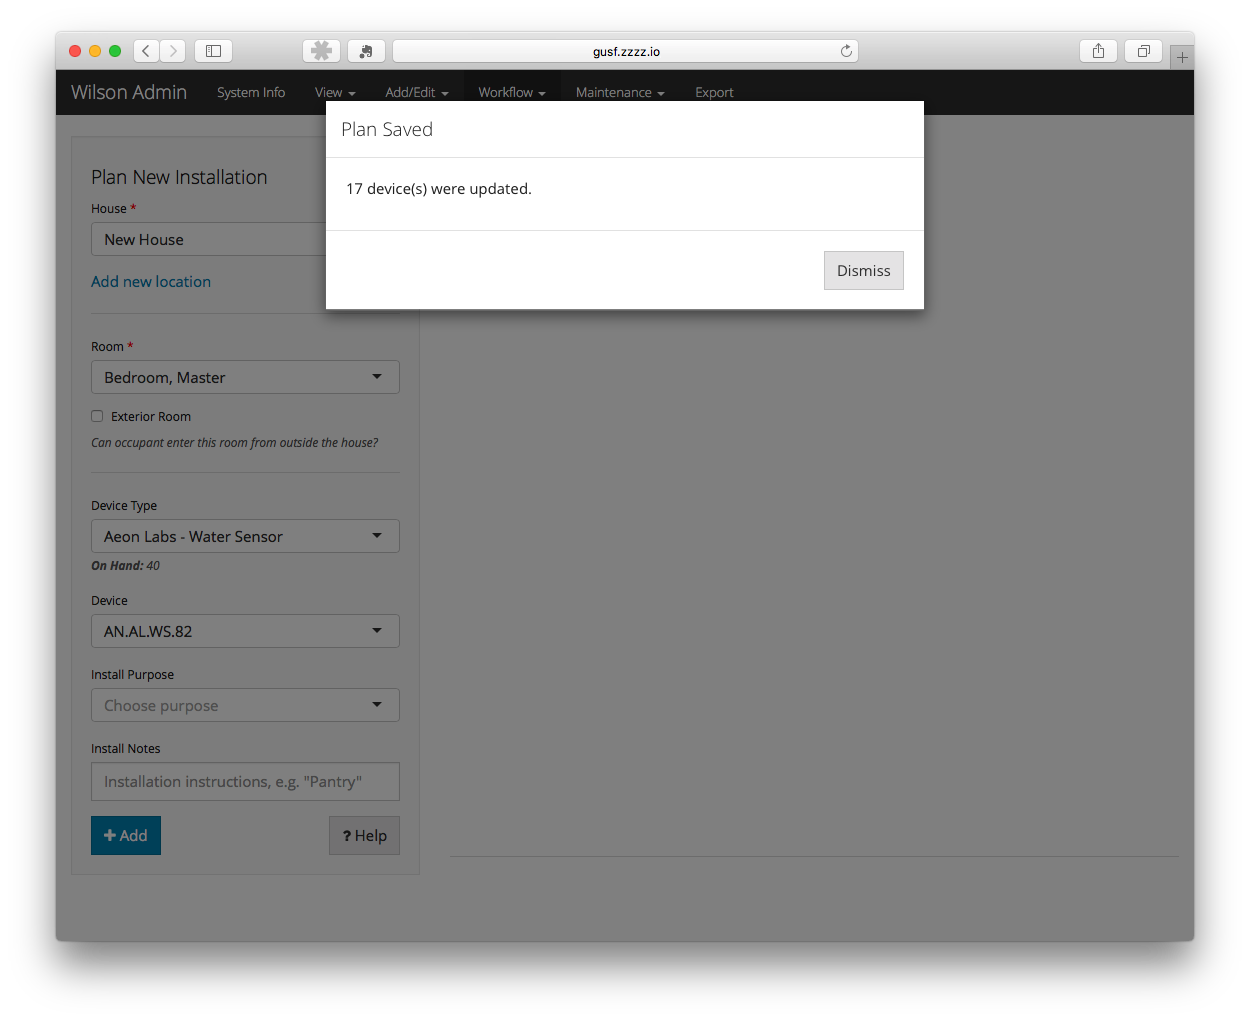 gusf.zzzz.io
Wilson Admin System Info View Add/Edit Workflow Maintenance Export
Plan Saved
17 device(s) were updated.
Dismiss
Plan New Installation
House *
New House
Add new location
Room *
Bedroom, Master
Exterior Room
Can occupant enter this room from outside the house?
Device Type
Aeon Labs - Water Sensor
On Hand: 40
Device
AN.AL.WS.82
Install Purpose
Choose purpose
Install Notes
Installation instructions, e.g. "Pantry"
+ Add ? Help